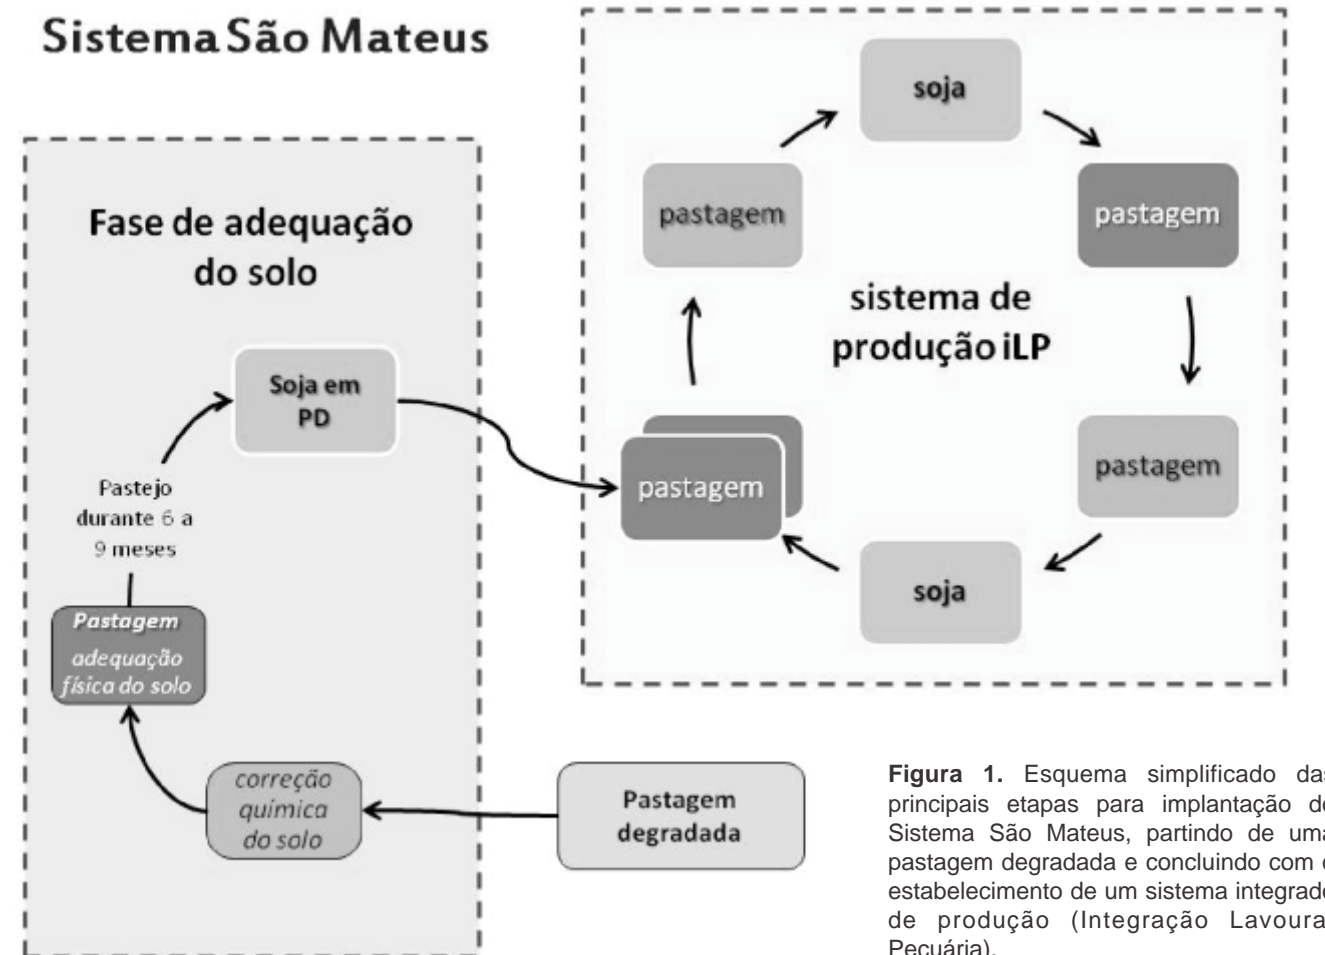 Sistema São Mateus
Fase de adequação
do solo
Soja em
PD
Pastejo
durante 6 a
9 meses
Pastagem
adequação
física do solo
correção
química
do solo
Pastagem
degradada
soja
pastagem
pastagem
sistema de
produção iLP
pastagem
pastagem
soja
Figura 1. Esquema simplificado das
principais etapas para implantação do
Sistema São Mateus, partindo de uma
pastagem degradada e concluindo com o
estabelecimento de um sistema integrado
de produção (Integração Lavoura-
Pecuária).